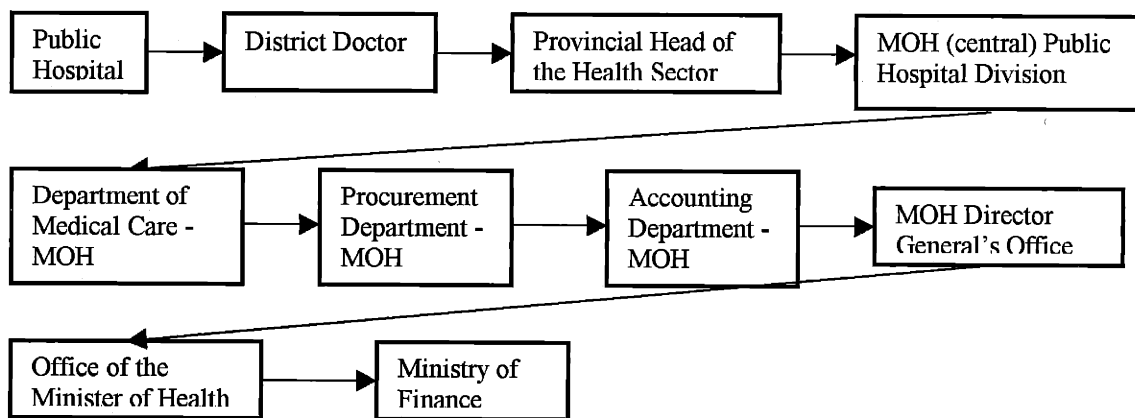 Public
Hospital
District Doctor
Provincial Head of
the Health Sector
MOH (central) Public
Hospital Division
Department of
Medical Care -
MOH
Procurement
Department -
MOH
Accounting
Department -
MOH
MOH Director
General's Office
Office of the
Minister of Health
Ministry of
Finance